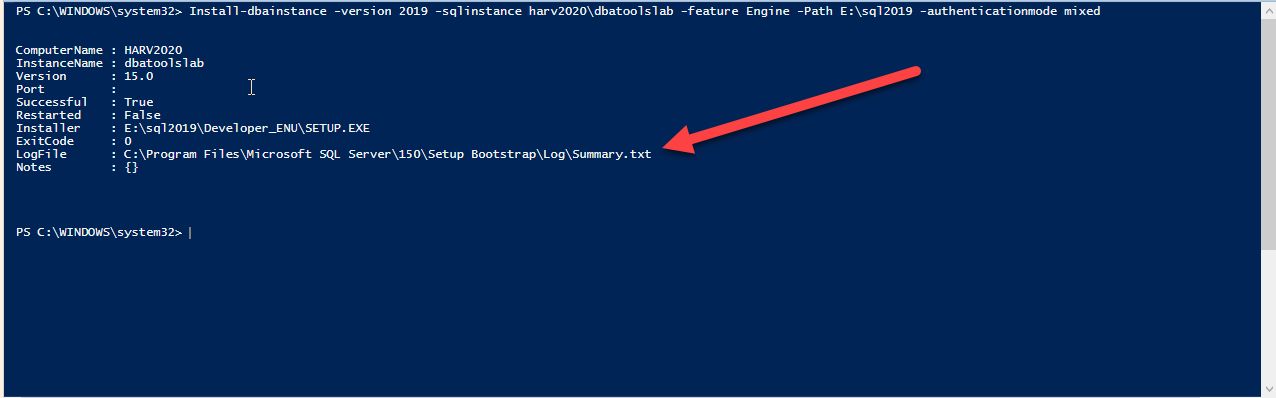 PS C:\WINDOWS\system32> Install-dbainstance -version 2019 -sqlinstance harv2020\dbatoolslab -feature Engine -Path E:\sql2019 -authenticationmode mixed
ComputerName : HARV2020
InstanceName : dbatoolslab
Version      : 15.0
Port         :
Successful   : True
Restarted    : False
Installer    : E:\sql2019\Developer_ENU\SETUP.EXE
ExitCode     : 0
LogFile      : C:\Program Files\Microsoft SQL Server\150\Setup Bootstrap\Log\Summary.txt
Notes        : {}
PS C:\WINDOWS\system32>